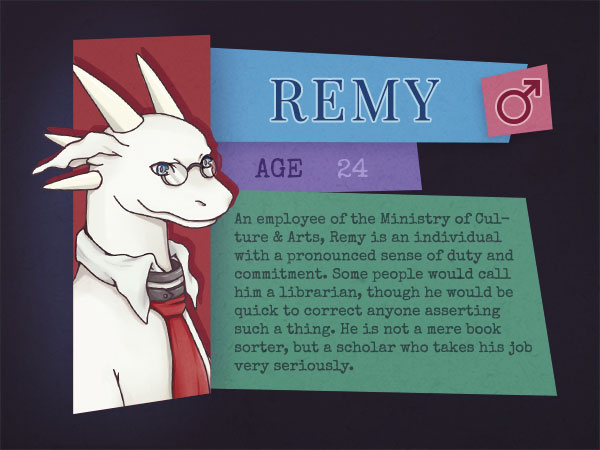 REMY
AGE 24
An employee of the Ministry of Cul-
ture & Arts, Remy is an individual
with a pronounced sense of duty and
commitment. Some people would call
him a librarian, though he would be
quick to correct anyone asserting
such a thing. He is not a mere book
sorter, but a scholar who takes his job
very seriously.